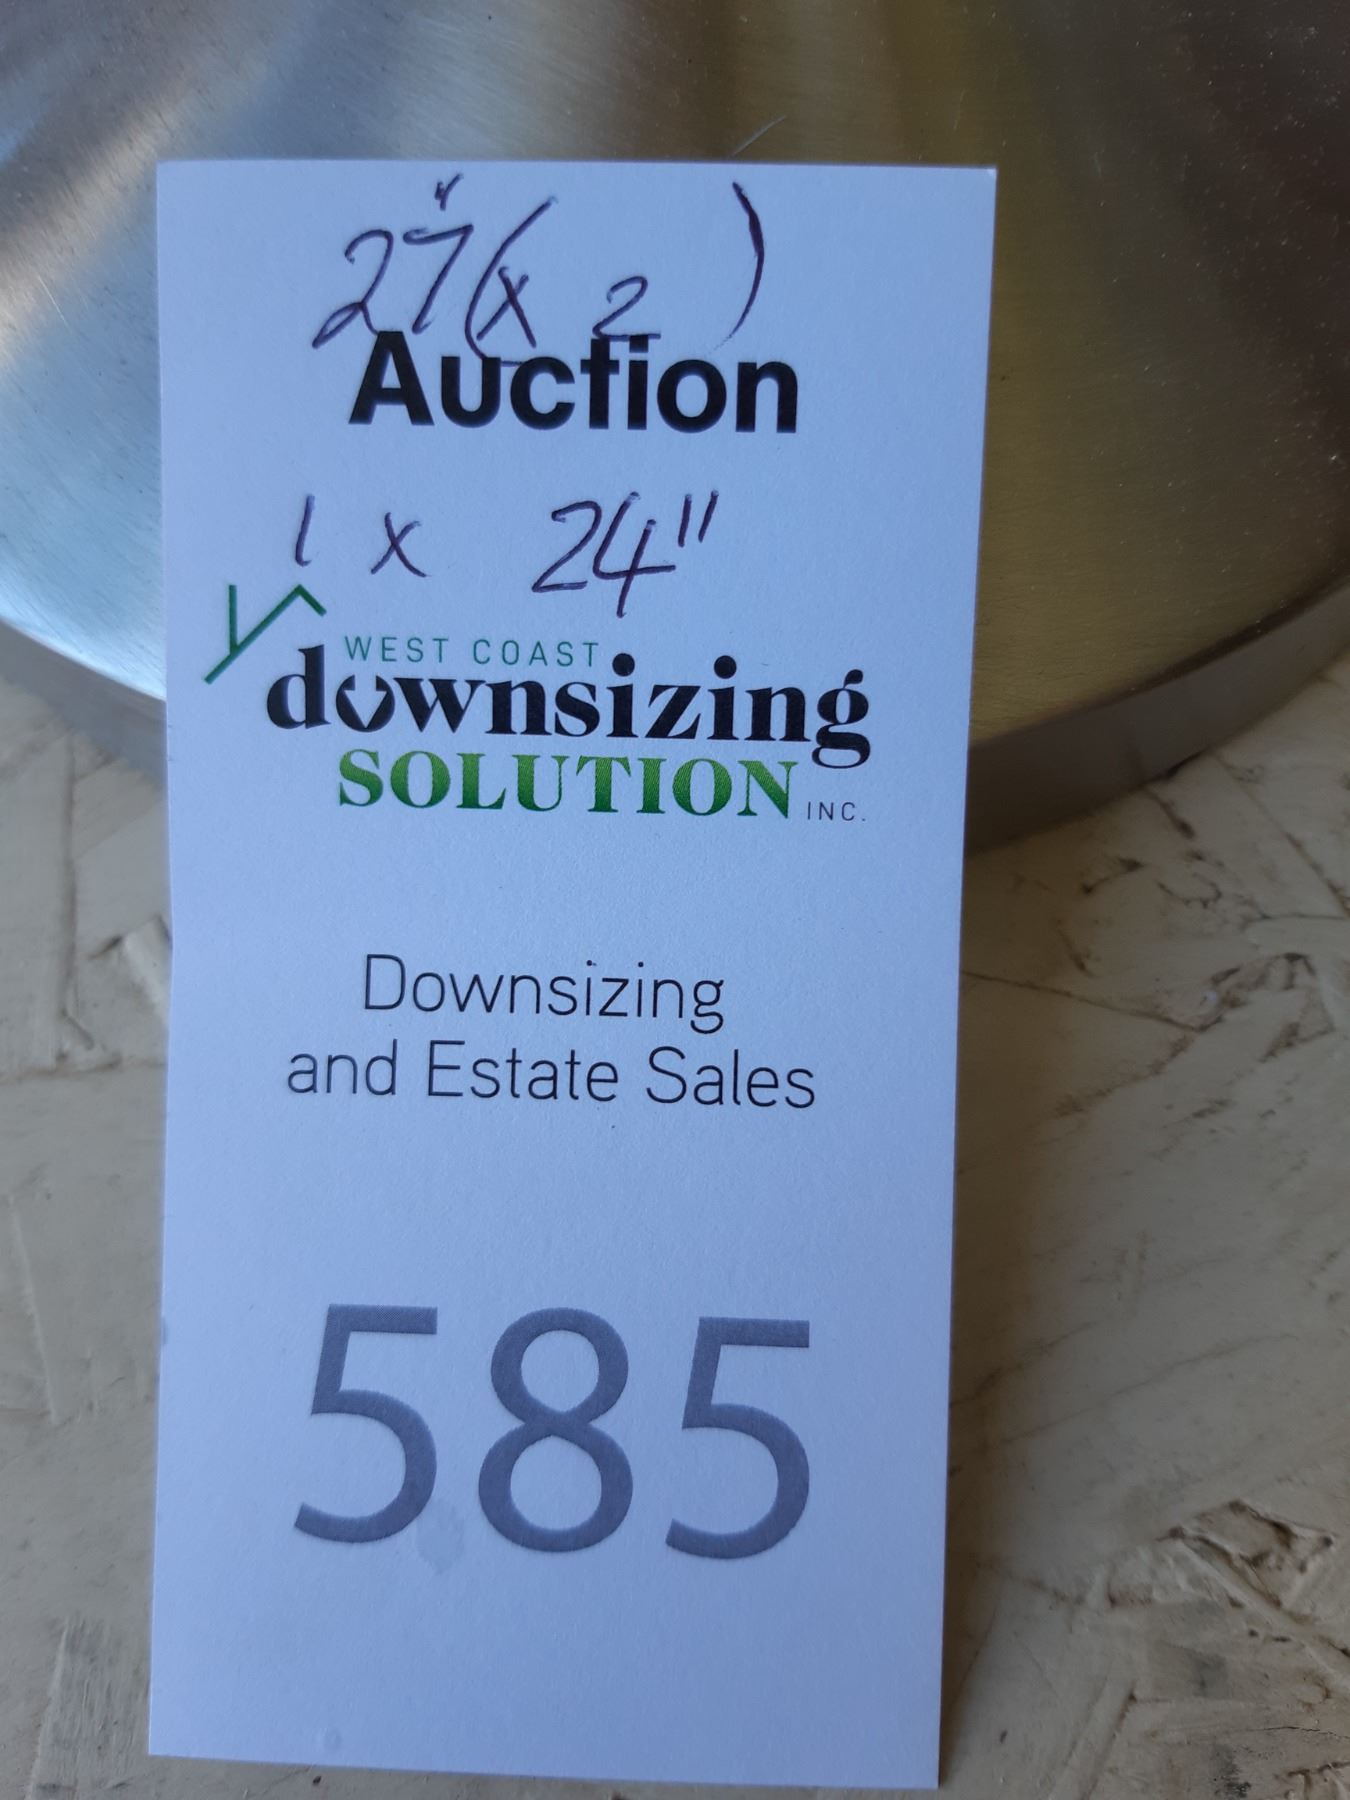 27" (x 2)
Auction
1 x 24"
WEST COAST
downsizing
SOLUTION INC.
Downsizing
and Estate Sales
585